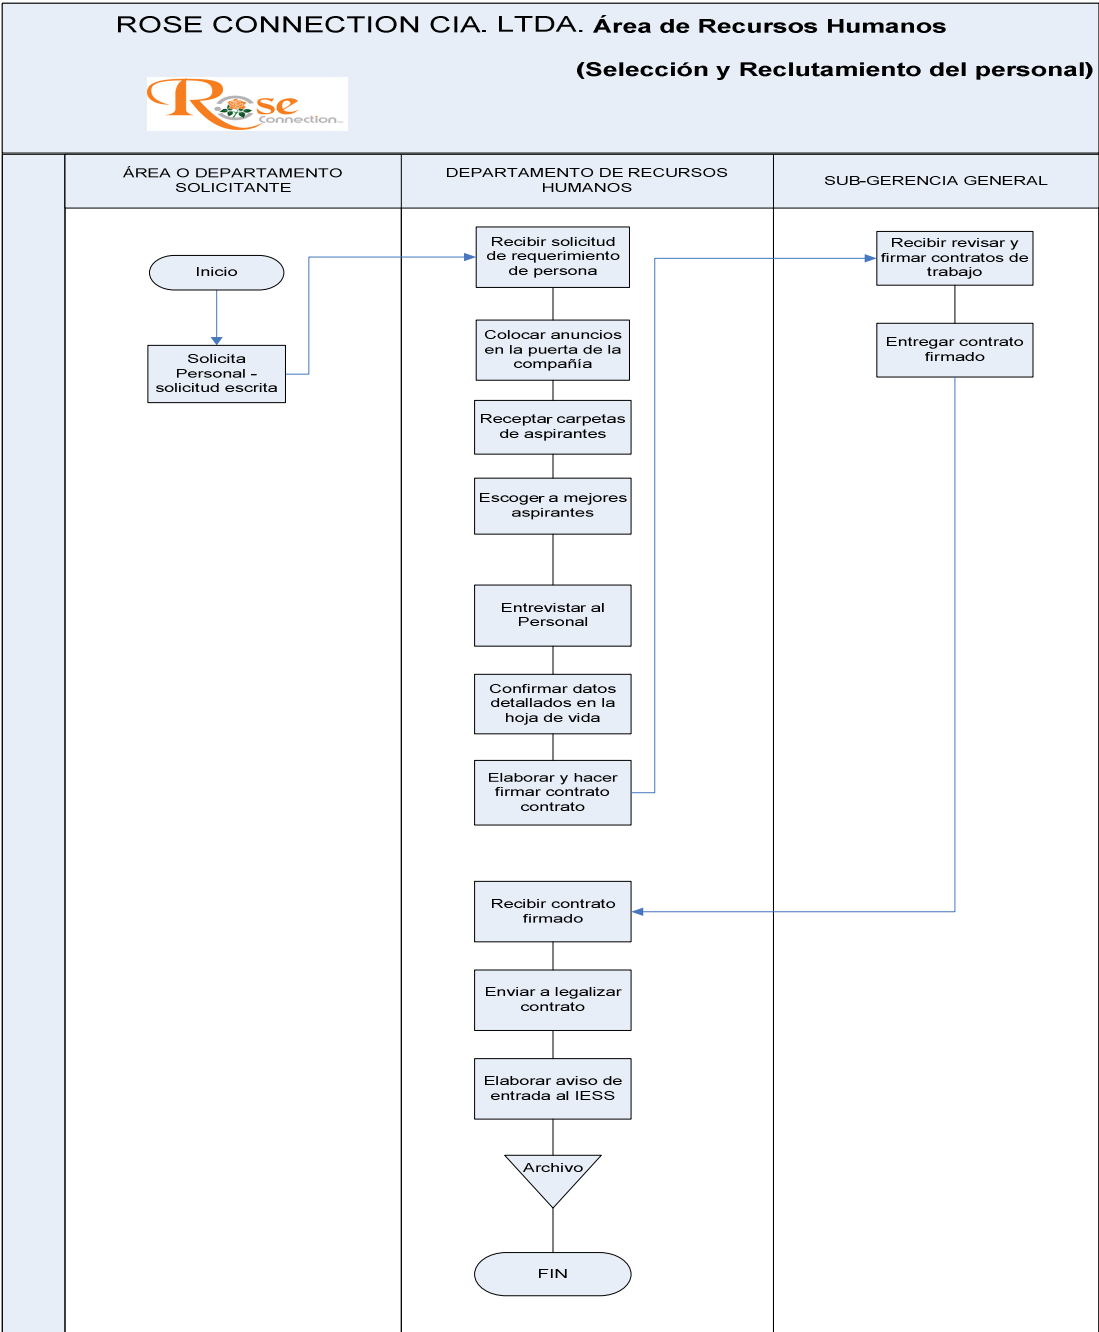 ROSE CONNECTION CIA. LTDA. Área de Recursos Humanos
(Selección y Reclutamiento del personal)
Rose
Connection
ÁREA O DEPARTAMENTO
SOLICITANTE
DEPARTAMENTO DE RECURSOS
HUMANOS
SUB-GERENCIA GENERAL
Inicio
Solicita
Personal -
solicitud escrita
Recibir solicitud
de requerimiento
de persona
Colocar anuncios
en la puerta de la
compañía
Receptar carpetas
de aspirantes
Escoger a mejores
aspirantes
Entrevistar al
Personal
Confirmar datos
detallados en la
hoja de vida
Elaborar y hacer
firmar contrato
contrato
Recibir revisar y
firmar contratos de
trabajo
Entregar contrato
firmado
Recibir contrato
firmado
Enviar a legalizar
contrato
Elaborar aviso de
entrada al IESS
Archivo
FIN